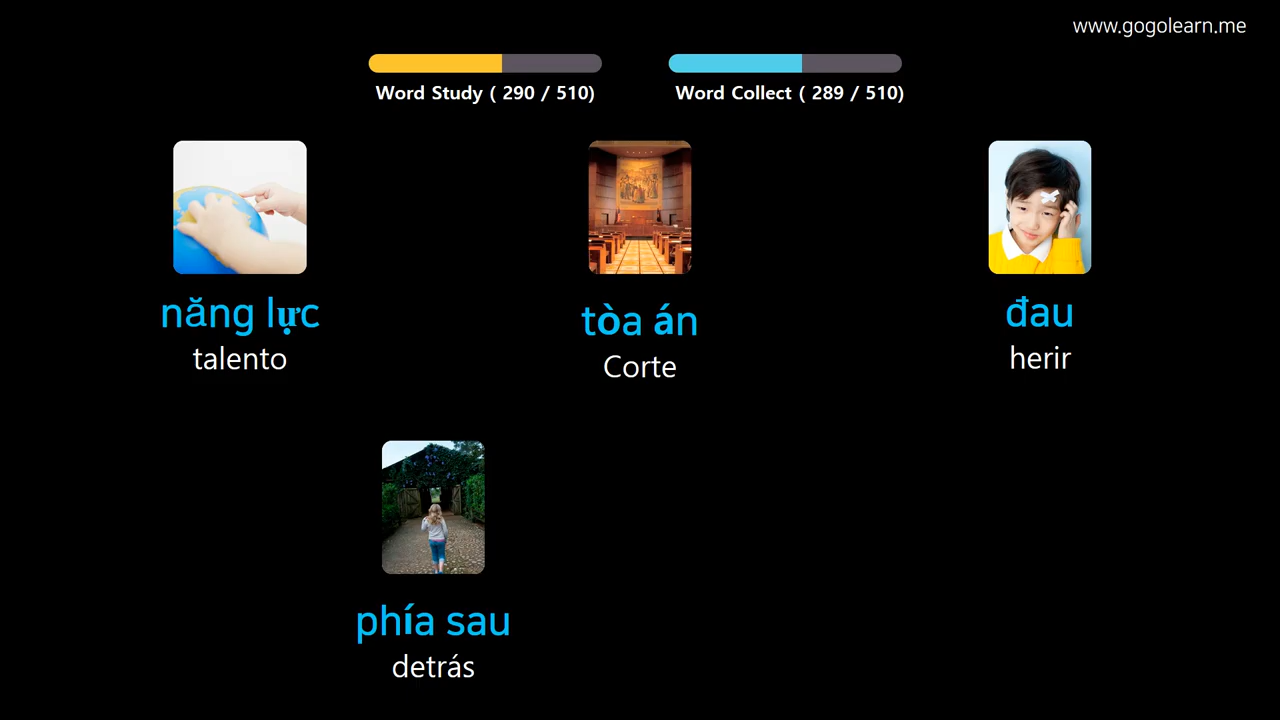 www.gogolearn.me
Word Study ( 290 / 510)
Word Collect ( 289 / 510)
năng lực
talento
tòa án
Corte
đau
herir
phía sau
detrás